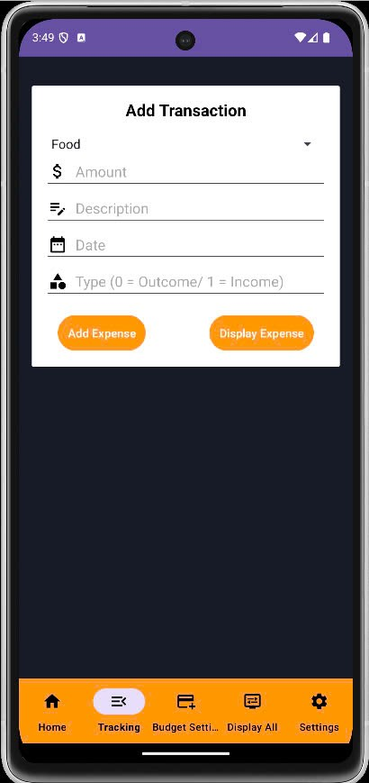 3:49
Add Transaction
Food
Amount
Description
Date
Type (0 = Outcome/ 1 = Income)
Add Expense Display Expense
Home Tracking Budget Setti... Display All Settings